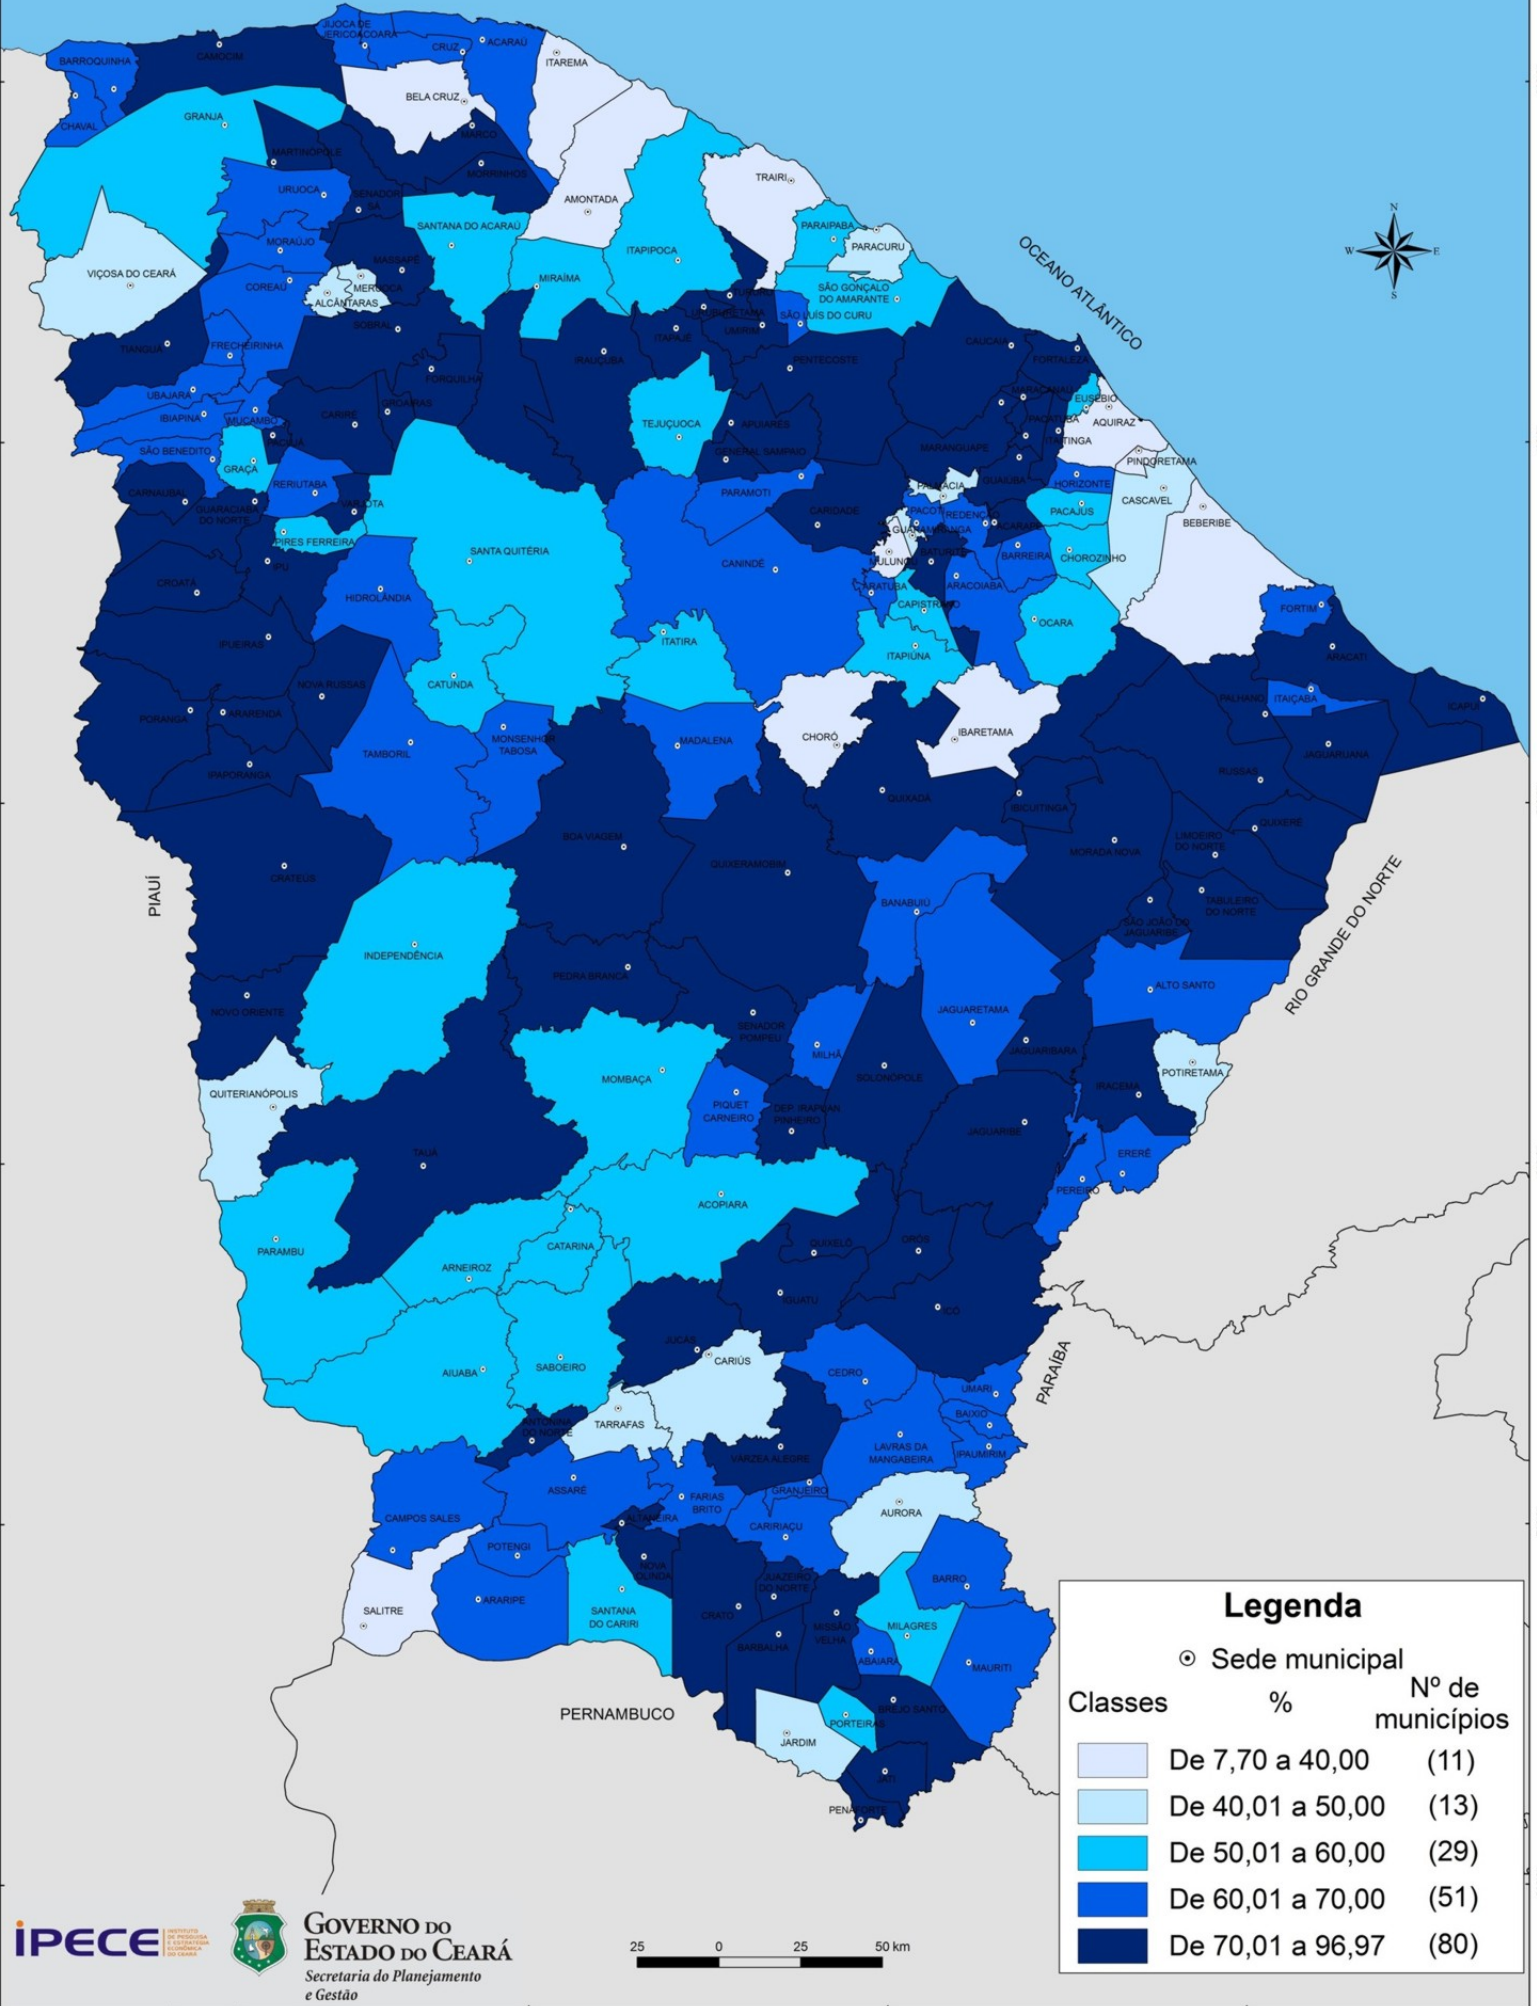 JIJOCA DE
JERICOACOARA
CRUZ
ACARAÚ
ITAREMA
BARROQUINHA
CAMOCIM
BELA CRUZ
CHAVAL
GRANJA
MARCO
MARTINÓPOLE
MORRINHOS
TRAIRI
URUOCA
SENADOR
SÁ
AMONTADA
SANTANA DO ACARAÚ
PARAIPABA
PARACURU
MORAÚJO
ITAPIPOCA
VIÇOSA DO CEARÁ
MASSAPÊ
MIRAÍMA
COREAÚ
MERUOCA
ALCÂNTARAS
SÃO GONÇALO
DO AMARANTE
TURURU
URUBURETAMA
SÃO LUÍS DO CURU
SOBRAL
UMIRIM
ITAPAJÉ
TIANGUÁ
FRECHEIRINHA
IRAUÇUBA
PENTECOSTE
CAUCAIA
FORTALEZA
FORQUILHA
UBAJARA
MARACANAÚ
EUSÉBIO
IBIAPINA
MUCAMBO
CARIRÉ
GROAÍRAS
TEJUÇUOCA
APUIARÉS
PACATUBA
AQUIRAZ
ITAITINGA
PACUJÁ
SÃO BENEDITO
GENERAL SAMPAIO
MARANGUAPE
PINDORETAMA
GRAÇA
RERIUTABA
PALMÁCIA
GUAIÚBA
HORIZONTE
CARNAUBAL
VARJOTA
PARAMOTI
CASCAVEL
GUARACIABA
DO NORTE
CARIDADE
PACOTI
REDENÇÃO
PACAJUS
BEBERIBE
GUARAMIRANGA
ACARAPE
PIRES FERREIRA
SANTA QUITÉRIA
BATURITÉ
BARREIRA
CHOROZINHO
IPU
CANINDÉ
MULUNGU
CROATÁ
ARATUBA
ARACOIABA
HIDROLÂNDIA
CAPISTRANO
FORTIM
OCARA
IPUEIRAS
ITATIRA
ITAPIÚNA
ARACATI
NOVA RUSSAS
CATUNDA
PALHANO
ITAIÇABA
ICAPUÍ
PORANGA
ARARENDÁ
CHORÓ
IBARETAMA
MONSENHOR
TABOSA
MADALENA
TAMBORIL
JAGUARUANA
IPAPORANGA
RUSSAS
QUIXADÁ
IBICUITINGA
QUIXERÉ
BOA VIAGEM
LIMOEIRO
DO NORTE
MORADA NOVA
QUIXERAMOBIM
CRATEÚS
BANABUIÚ
TABULEIRO
DO NORTE
SÃO JOÃO DO
JAGUARIBE
INDEPENDÊNCIA
PEDRA BRANCA
ALTO SANTO
NOVO ORIENTE
JAGUARETAMA
SENADOR
POMPEU
MILHÃ
JAGUARIBARA
SOLONÓPOLE
MOMBAÇA
POTIRETAMA
IRACEMA
QUITERIANÓPOLIS
PIQUET
CARNEIRO
DEP. IRAPUAN
PINHEIRO
JAGUARIBE
TAUÁ
ERERÊ
PEREIRO
ACOPIARA
QUIXELÔ
ORÓS
CATARINA
PARAMBU
ARNEIROZ
IGUATU
ICÓ
JUCÁS
CARIÚS
SABOEIRO
AIUABA
CEDRO
UMARI
BAIXIO
TARRAFAS
ANTONINA
DO NORTE
LAVRAS DA
MANGABEIRA
IPAUMIRIM
VÁRZEA ALEGRE
ASSARÉ
FARIAS
BRITO
GRANJEIRO
AURORA
CAMPOS SALES
ALTANEIRA
CARIRIAÇU
POTENGI
NOVA
OLINDA
JUAZEIRO
DO NORTE
BARRO
ARARIPE
SALITRE
SANTANA
DO CARIRI
CRATO
MISSÃO
VELHA
MILAGRES
BARBALHA
ABAIARA
MAURITI
BREJO SANTO
PORTEIRAS
JARDIM
JATI
PENAFORTE
OCEANO ATLÂNTICO
N
W
E
S
PIAUÍ
RIO GRANDE DO NORTE
PARAÍBA
PERNAMBUCO
Legenda
Sede municipal
Classes % Nº de
municípios
De 7,70 a 40,00 (11)
De 40,01 a 50,00 (13)
De 50,01 a 60,00 (29)
De 60,01 a 70,00 (51)
De 70,01 a 96,97 (80)
IPECE
INSTITUTO
DE PESQUISA
E ESTRATÉGIA
ECONÔMICA
DO CEARÁ
GOVERNO DO
ESTADO DO CEARÁ
Secretaria do Planejamento
e Gestão
25 0 25 50 km